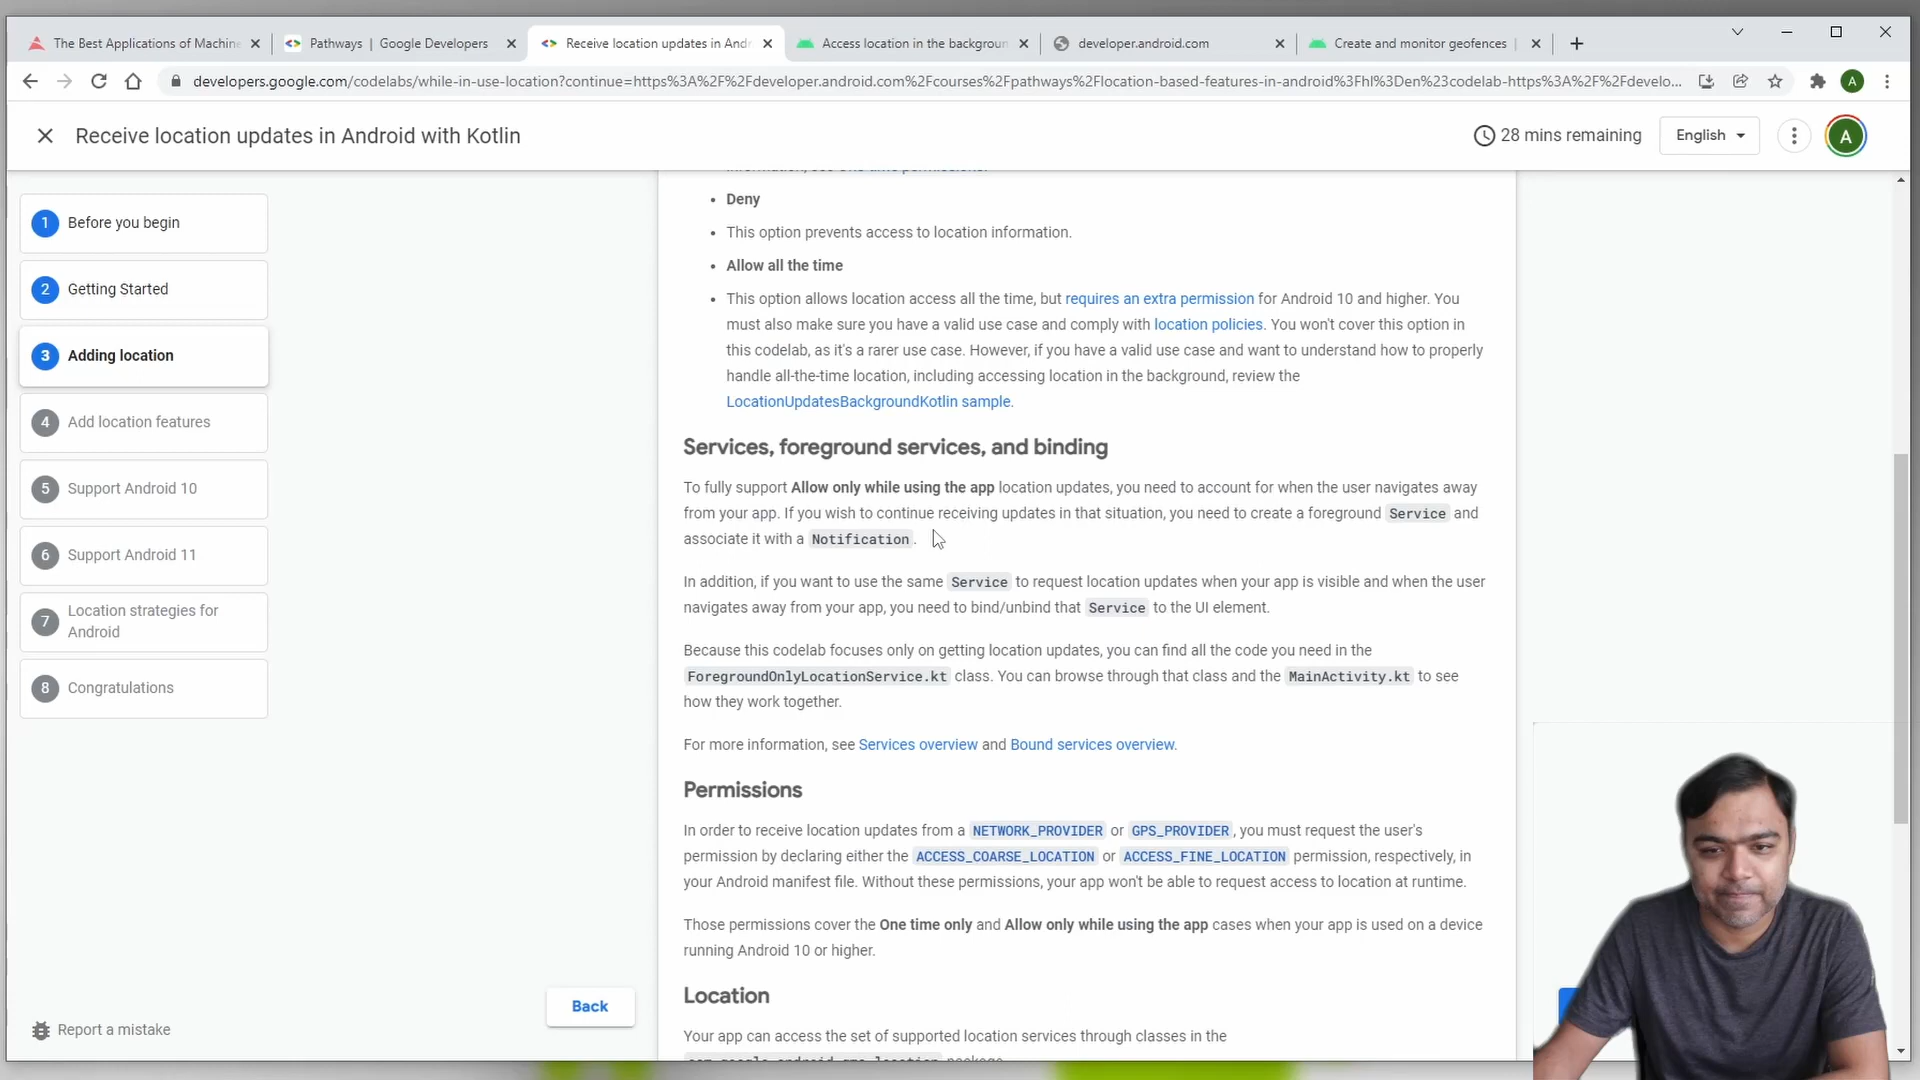 The Best Applications of Machine
Pathways | Google Developers
Receive location updates in Andr
Access location in the backgroun
developer.android.com
Create and monitor geofences |
developers.google.com/codelabs/while-in-use-location?continue=https%3A%2F%2Fdeveloper.android.com%2Fcourses%2Fpathways%2Flocation-based-features-in-android%3Fhl%3Den%23codelab-https%3A%2F%2Fdevelo...
A
Receive location updates in Android with Kotlin
28 mins remaining
English
A
1 Before you begin
2 Getting Started
3 Adding location
4 Add location features
5 Support Android 10
6 Support Android 11
7 Location strategies for
Android
8 Congratulations
Report a mistake
Back
• Deny
• This option prevents access to location information.
• Allow all the time
• This option allows location access all the time, but requires an extra permission for Android 10 and higher. You
must also make sure you have a valid use case and comply with location policies. You won't cover this option in
this codelab, as it's a rarer use case. However, if you have a valid use case and want to understand how to properly
handle all-the-time location, including accessing location in the background, review the
LocationUpdatesBackgroundKotlin sample.
Services, foreground services, and binding
To fully support Allow only while using the app location updates, you need to account for when the user navigates away
from your app. If you wish to continue receiving updates in that situation, you need to create a foreground Service and
associate it with a Notification.
In addition, if you want to use the same Service to request location updates when your app is visible and when the user
navigates away from your app, you need to bind/unbind that Service to the UI element.
Because this codelab focuses only on getting location updates, you can find all the code you need in the
ForegroundOnlyLocationService.kt class. You can browse through that class and the MainActivity.kt to see
how they work together.
For more information, see Services overview and Bound services overview.
Permissions
In order to receive location updates from a NETWORK_PROVIDER or GPS_PROVIDER, you must request the user's
permission by declaring either the ACCESS_COARSE_LOCATION or ACCESS_FINE_LOCATION permission, respectively, in
your Android manifest file. Without these permissions, your app won't be able to request access to location at runtime.
Those permissions cover the One time only and Allow only while using the app cases when your app is used on a device
running Android 10 or higher.
Location
Your app can access the set of supported location services through classes in the